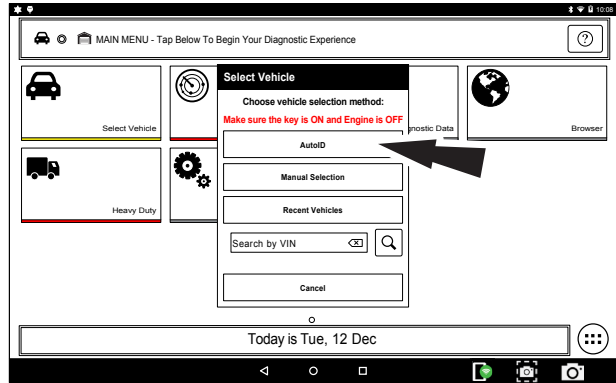 10:08
MAIN MENU - Tap Below To Begin Your Diagnostic Experience
Select Vehicle
Choose vehicle selection method:
Make sure the key is ON and Engine is OFF
AutoID
Manual Selection
Recent Vehicles
Search by VIN
Cancel
Select Vehicle
gnostic Data
Browser
Heavy Duty
Today is Tue, 12 Dec